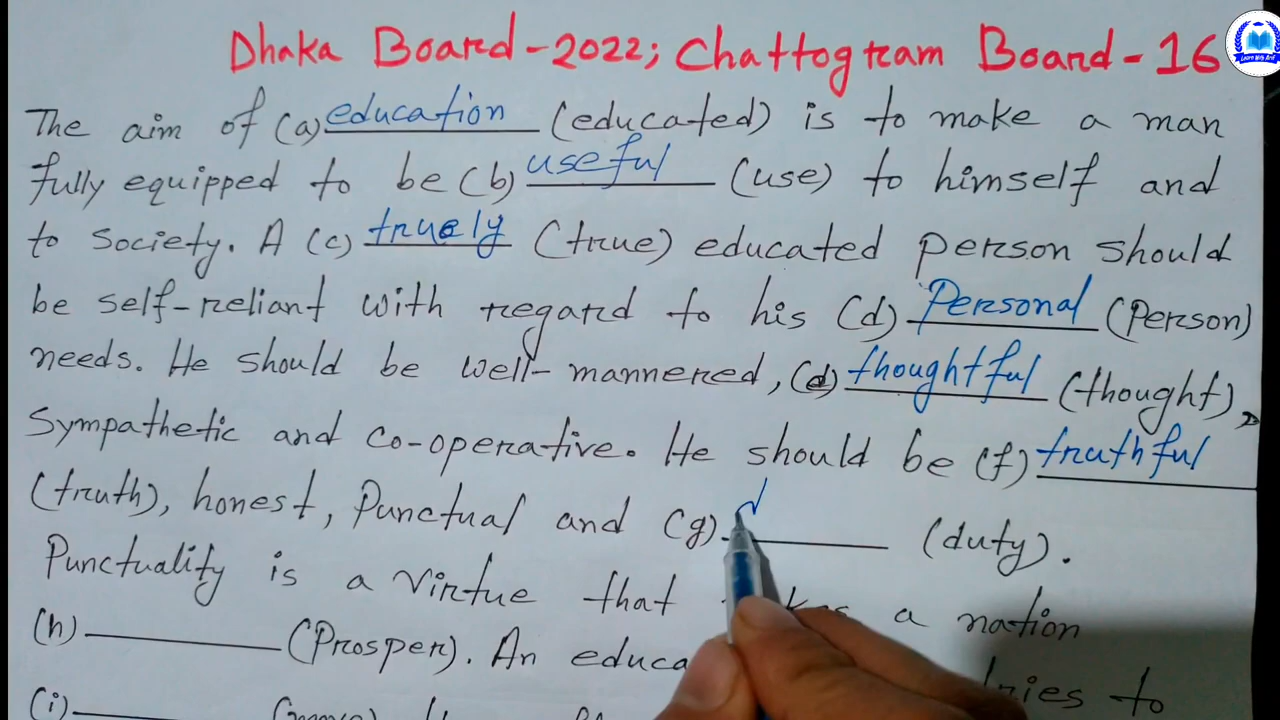 Dhaka Board-2022; Chattogram Board-16
The aim of (a) education (educated) is to make a man
fully equipped to be (b) useful (use) to himself and
to society. A (c) truely (true) educated person should
be self-reliant with regard to his (d) Personal (Person)
needs. He should be well-mannered, (e) thoughtful (thought),
Sympathetic and co-operative. He should be (f) truthful
(truth), honest, Punctual and (g) d (duty).
Punctuality is a virtue that a nation
(h) (Prosper). An tries to
(i)